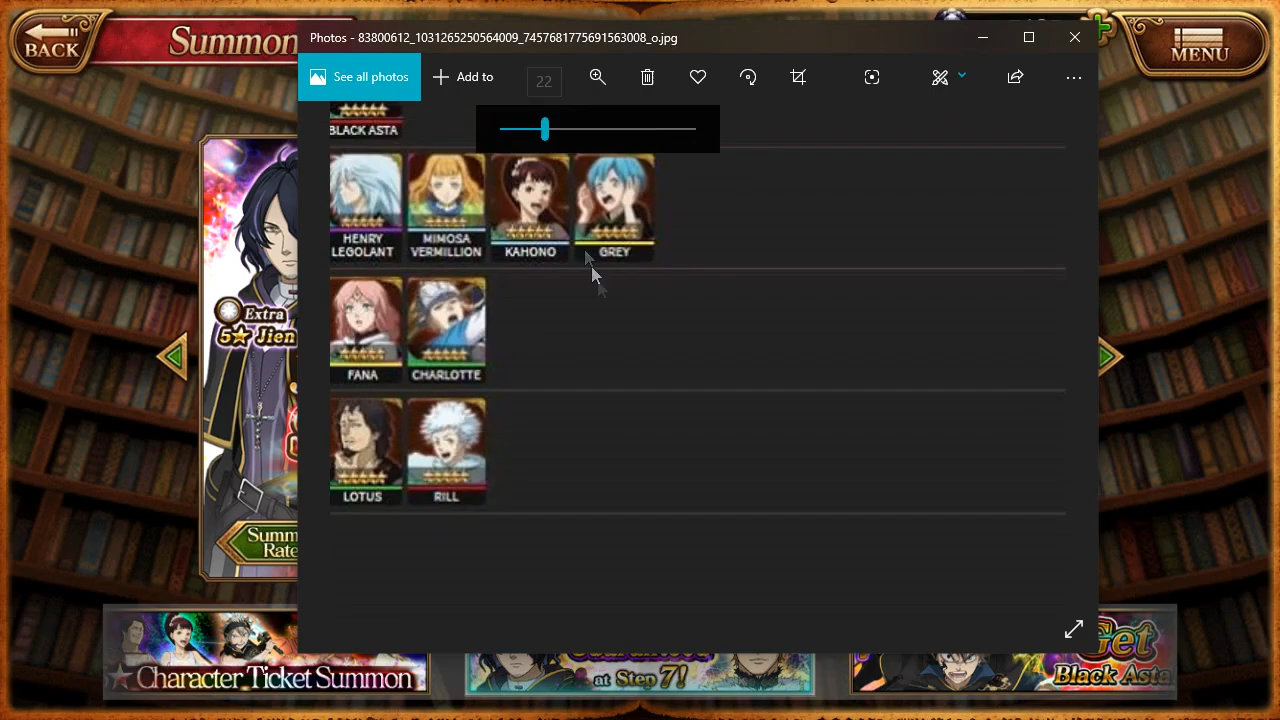 BACK
Summon
Photos - 83800612_1031265250564009_7457681775691563008_o.jpg
MENU
See all photos
Add to
22
BLACK ASTA
HENRY LEGOLANT
MIMOSA VERMILLION
KAHONO
GREY
FANA
CHARLOTTE
LOTUS
RILL
Extra
5★ Jien
Summ
Rate
Character Ticket Summon
Guaranteed
at Step 7!
Get
Black Asta